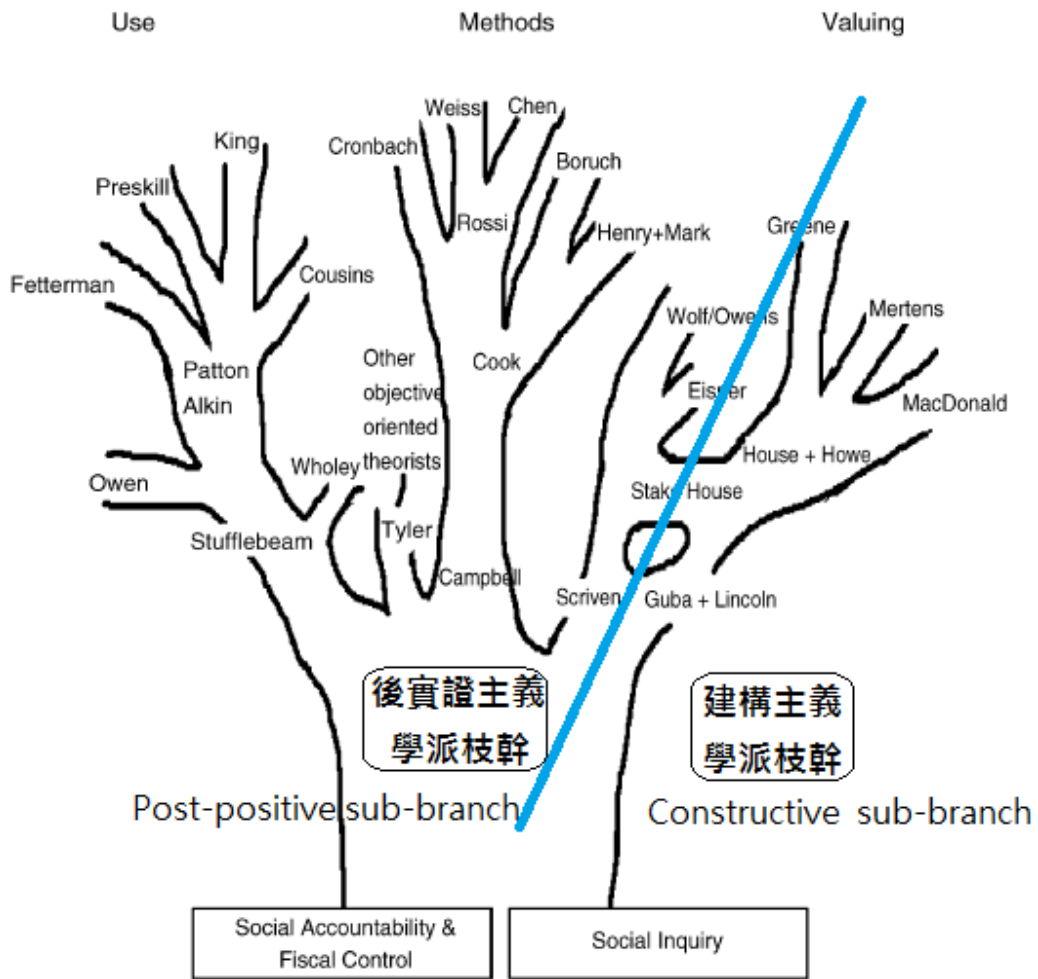 Use
Methods
Valuing
Weiss
Chen
King
Cronbach
Boruch
Preskill
Rossi
Henry+Mark
Greene
Fetterman
Cousins
Wolf/Owens
Mertens
Other
objective
oriented
theorists
Cook
Patton
Alkin
Eisner
MacDonald
House + Howe
Wholey
Owen
Stake/House
Stufflebeam
Tyler
Campbell
Scriven
Guba + Lincoln
後實證主義
學派枝幹
建構主義
學派枝幹
Post-positive sub-branch
Constructive sub-branch
Social Accountability &
Fiscal Control
Social Inquiry